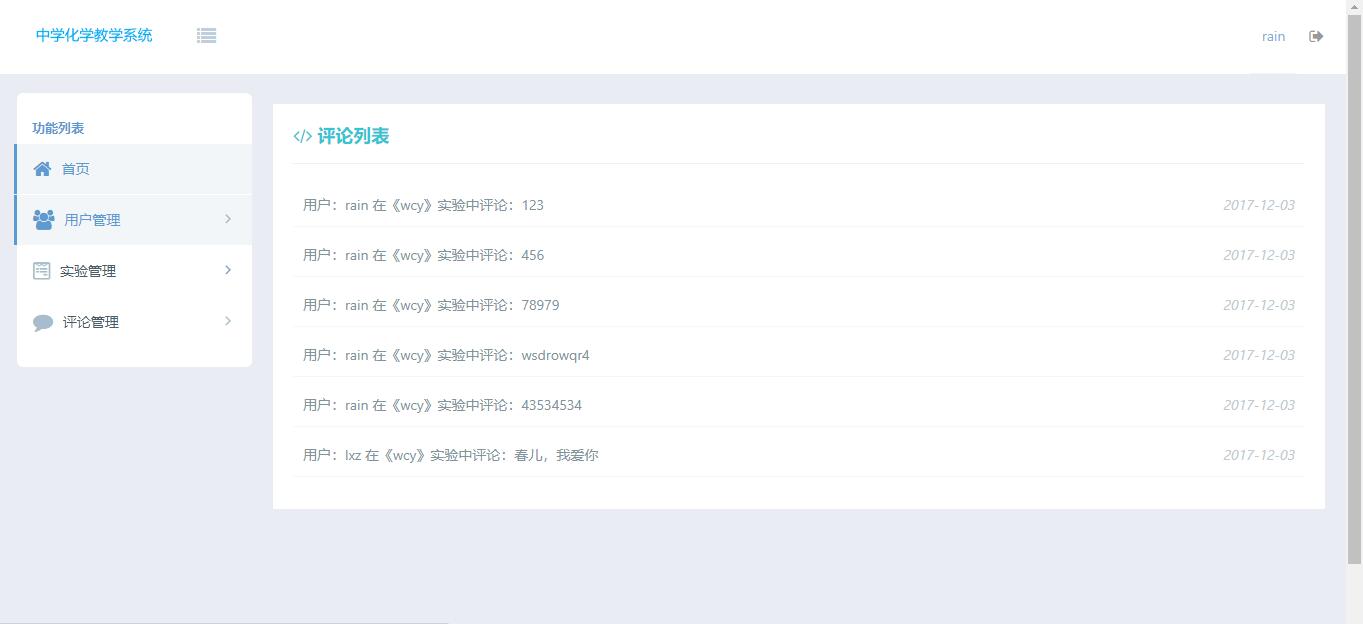 中学化学教学系统
rain
功能列表
首页
用户管理
实验管理
评论管理
</> 评论列表
用户：rain 在《wcy》实验中评论：123 2017-12-03
用户：rain 在《wcy》实验中评论：456 2017-12-03
用户：rain 在《wcy》实验中评论：78979 2017-12-03
用户：rain 在《wcy》实验中评论：wsdrowqr4 2017-12-03
用户：rain 在《wcy》实验中评论：43534534 2017-12-03
用户：lxz 在《wcy》实验中评论：春儿，我爱你 2017-12-03